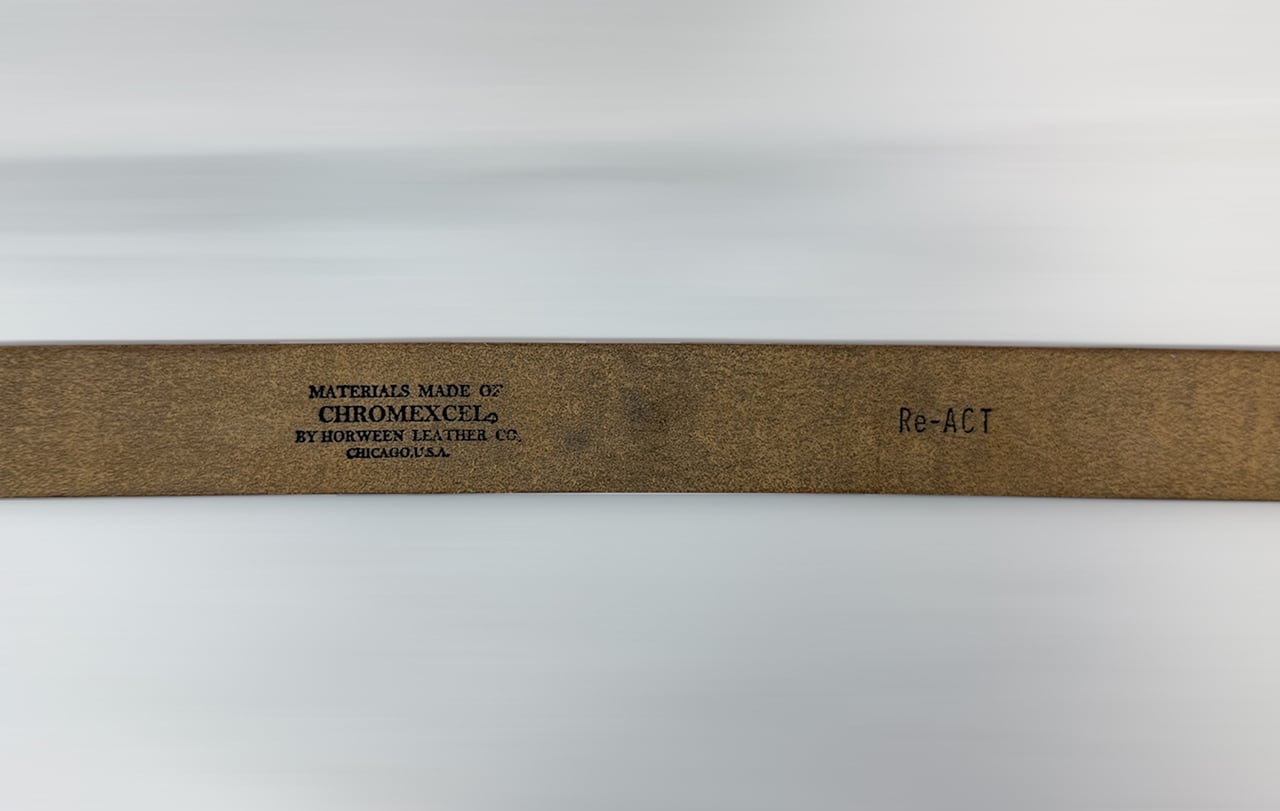 MATERIALS MADE OF
CHROMEXCEL®
BY HORWEEN LEATHER CO,
CHICAGO,U.S.A.
Re-ACT